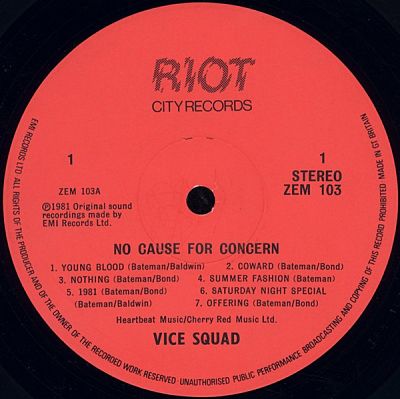 RIOT
CITY RECORDS
1
1
STEREO
ZEM 103A
ZEM 103
℗1981 Original sound
recordings made by
EMI Records Ltd.
NO CAUSE FOR CONCERN
1. YOUNG BLOOD (Bateman/Baldwin)
2. COWARD (Bateman/Bond)
3. NOTHING (Bateman/Bond)
4. SUMMER FASHION (Bateman)
5. 1981 (Bateman/Bond)
6. SATURDAY NIGHT SPECIAL
(Bateman/Baldwin)
7. OFFERING (Bateman/Bond)
Heartbeat Music/Cherry Red Music Ltd.
VICE SQUAD
EMI RECORDS LTD ALL RIGHTS OF THE PRODUCER AND OF THE OWNER OF THE RECORDED WORK RESERVED · UNAUTHORISED PUBLIC PERFORMANCE BROADCASTING AND COPYING OF THIS RECORD PROHIBITED MADE IN GT BRITAIN